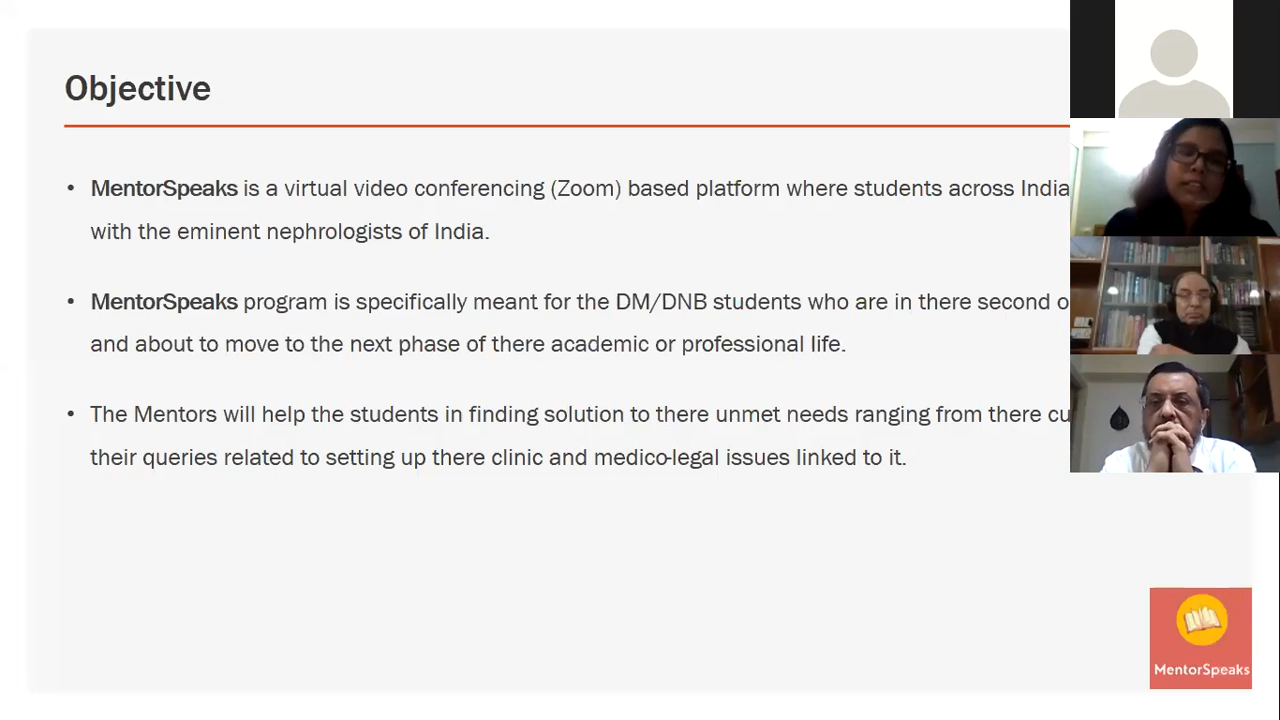 Objective
• MentorSpeaks is a virtual video conferencing (Zoom) based platform where students across India
with the eminent nephrologists of India.
• MentorSpeaks program is specifically meant for the DM/DNB students who are in there second
and about to move to the next phase of there academic or professional life.
• The Mentors will help the students in finding solution to there unmet needs ranging from there
their queries related to setting up there clinic and medico-legal issues linked to it.
MentorSpeaks